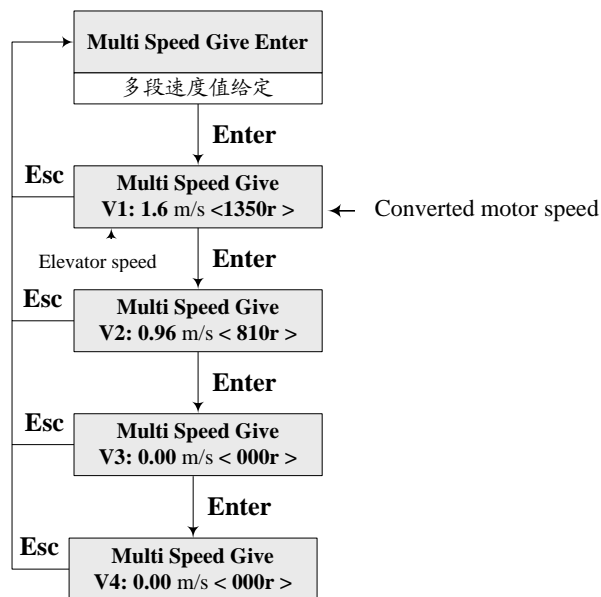 Multi Speed Give Enter
多段速度值给定
Enter
Esc
Multi Speed Give
V1: 1.6 m/s <1350r >
Converted motor speed
Elevator speed
Enter
Esc
Multi Speed Give
V2: 0.96 m/s < 810r >
Enter
Esc
Multi Speed Give
V3: 0.00 m/s < 000r >
Enter
Esc
Multi Speed Give
V4: 0.00 m/s < 000r >